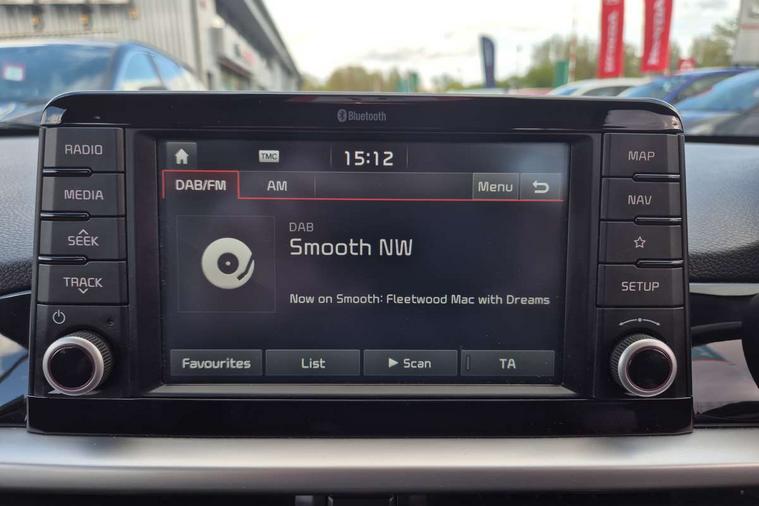 Bluetooth
RADIO
MEDIA
SEEK
TRACK
MAP
NAV
SETUP
TMC
15:12
DAB/FM
AM
Menu
DAB
Smooth NW
Now on Smooth: Fleetwood Mac with Dreams
Favourites
List
Scan
TA